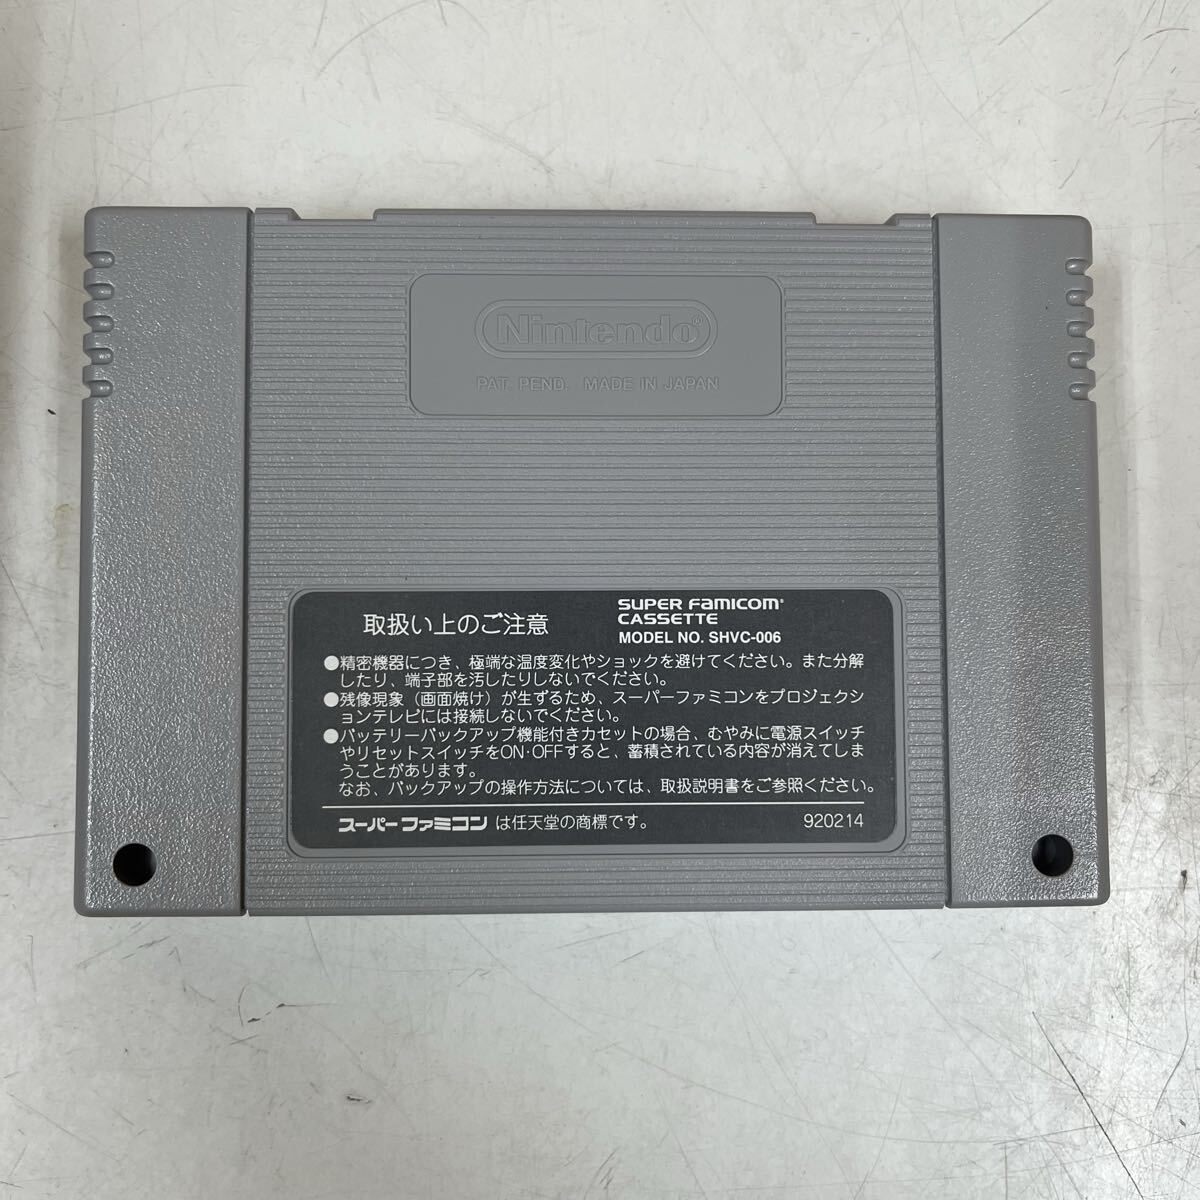 Nintendo®
PAT. PEND. MADE IN JAPAN
取扱い上のご注意
SUPER FAMICOM®
CASSETTE
MODEL NO. SHVC-006
●精密機器につき、極端な温度変化やショックを避けてください。また分解
したり、端子部を汚したりしないでください。
●残像現象（画面焼け）が生ずるため、スーパーファミコンをプロジェクシ
ョンテレビには接続しないでください。
●バッテリーバックアップ機能付きカセットの場合、むやみに電源スイッチ
やリセットスイッチをON·OFFすると、蓄積されている内容が消えてしま
うことがあります。
なお、バックアップの操作方法については、取扱説明書をご参照ください。
スーパーファミコン は任天堂の商標です。
920214